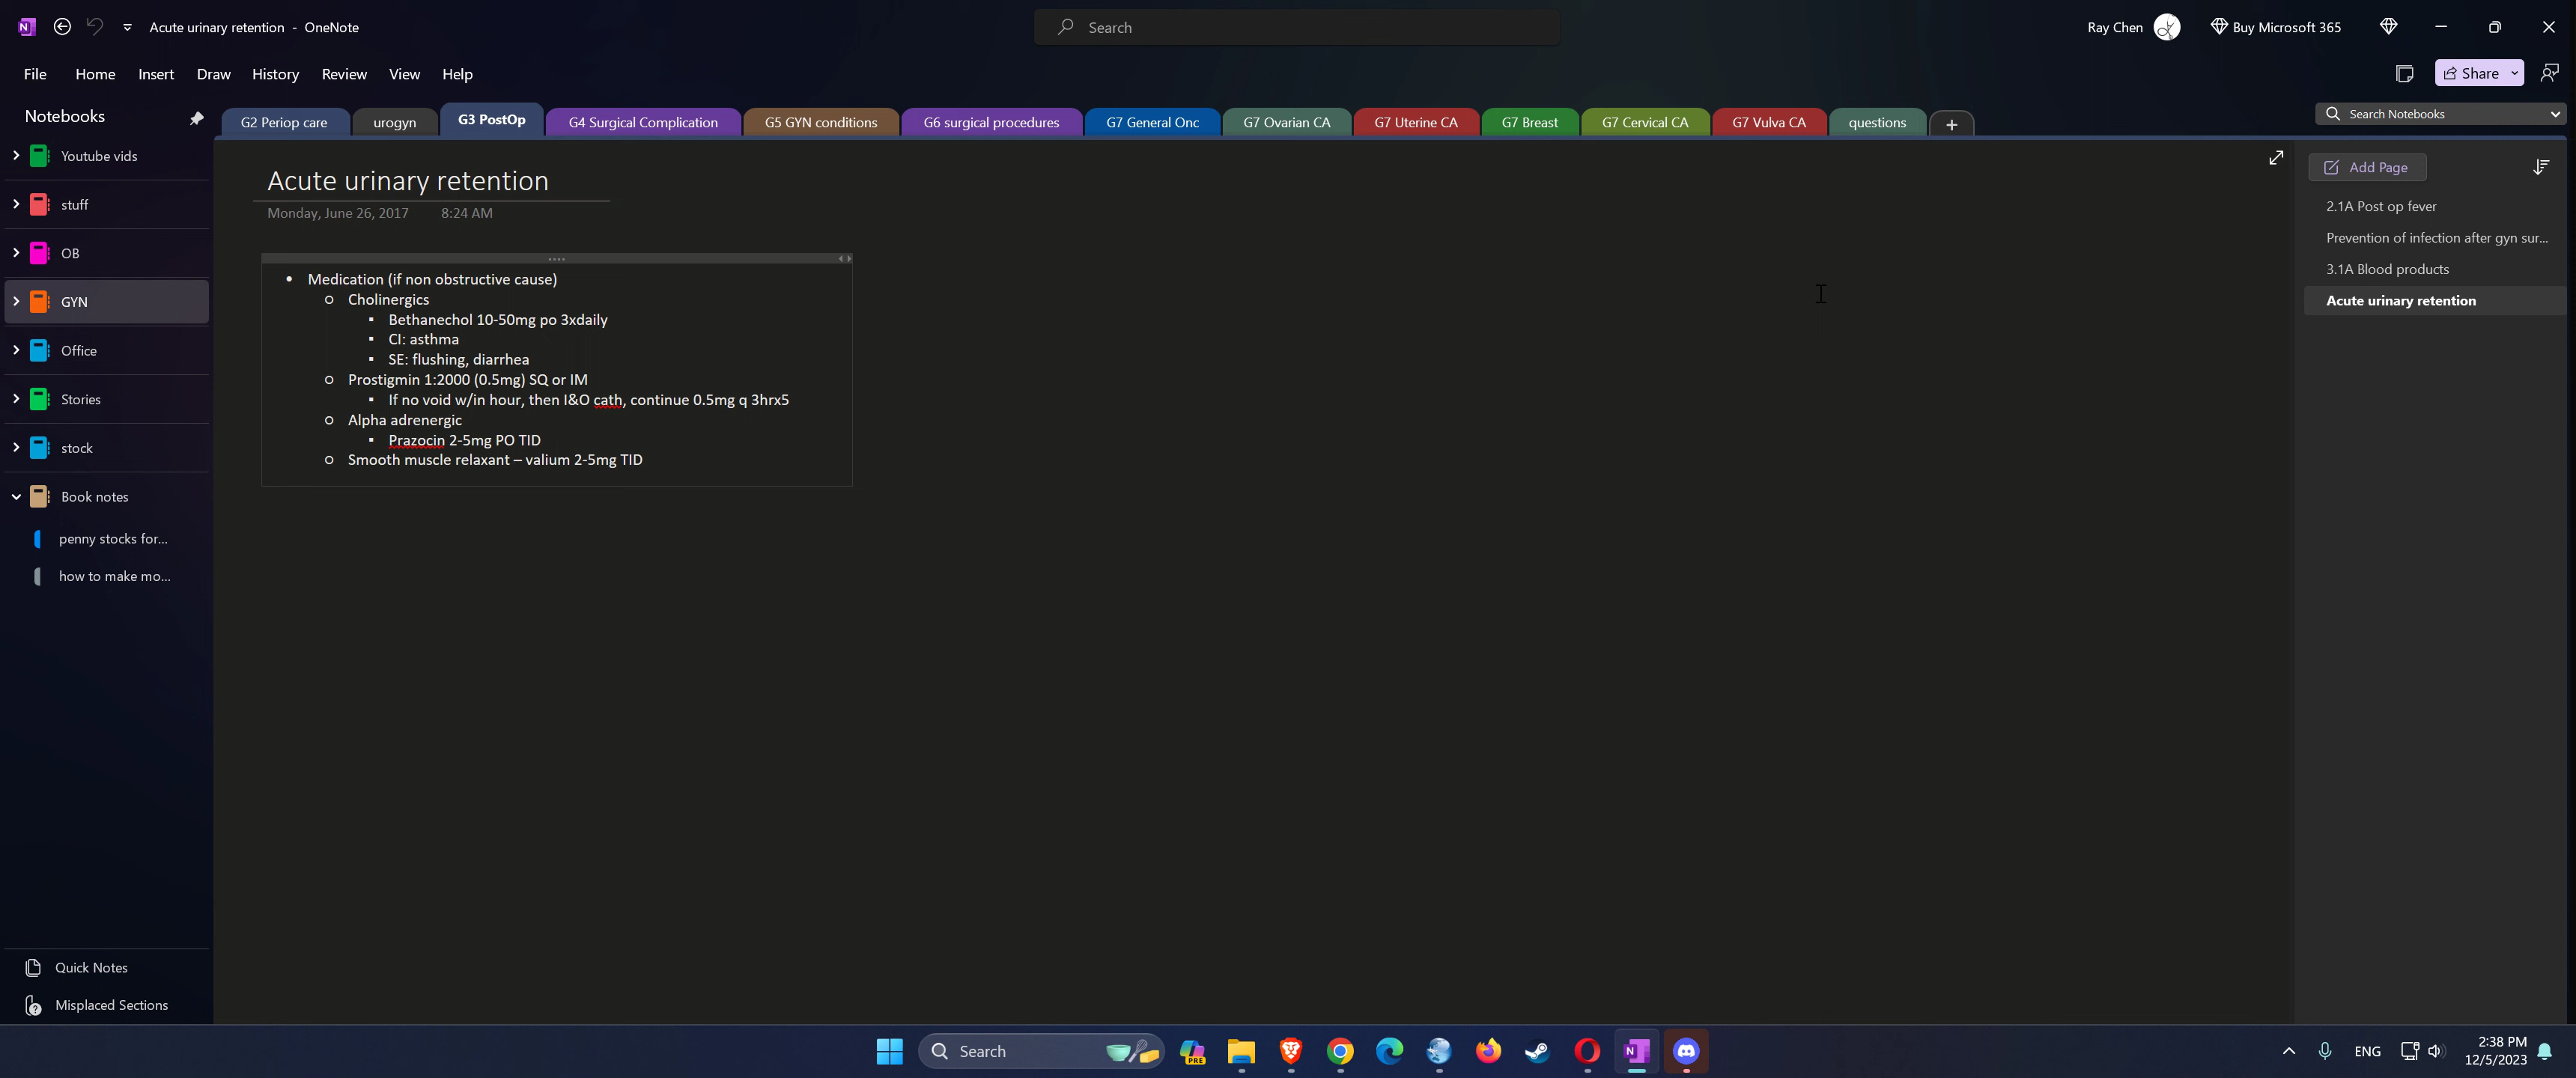 Acute urinary retention - OneNote
Search
Ray Chen
Buy Microsoft 365
File Home Insert Draw History Review View Help
Share
Notebooks
G2 Periop care
urogyn
G3 PostOp
G4 Surgical Complication
G5 GYN conditions
G6 surgical procedures
G7 General Onc
G7 Ovarian CA
G7 Uterine CA
G7 Breast
G7 Cervical CA
G7 Vulva CA
questions
+
Search Notebooks
Youtube vids
stuff
OB
GYN
Office
Stories
stock
Book notes
penny stocks for...
how to make mo...
Quick Notes
Misplaced Sections
Acute urinary retention
Monday, June 26, 2017 8:24 AM
• Medication (if non obstructive cause)
o Cholinergics
▪ Bethanechol 10-50mg po 3xdaily
▪ CI: asthma
▪ SE: flushing, diarrhea
o Prostigmin 1:2000 (0.5mg) SQ or IM
▪ If no void w/in hour, then I&O cath, continue 0.5mg q 3hrx5
o Alpha adrenergic
▪ Prazocin 2-5mg PO TID
o Smooth muscle relaxant – valium 2-5mg TID
Add Page
2.1A Post op fever
Prevention of infection after gyn sur...
3.1A Blood products
Acute urinary retention
Search
PRE
ENG
2:38 PM
12/5/2023